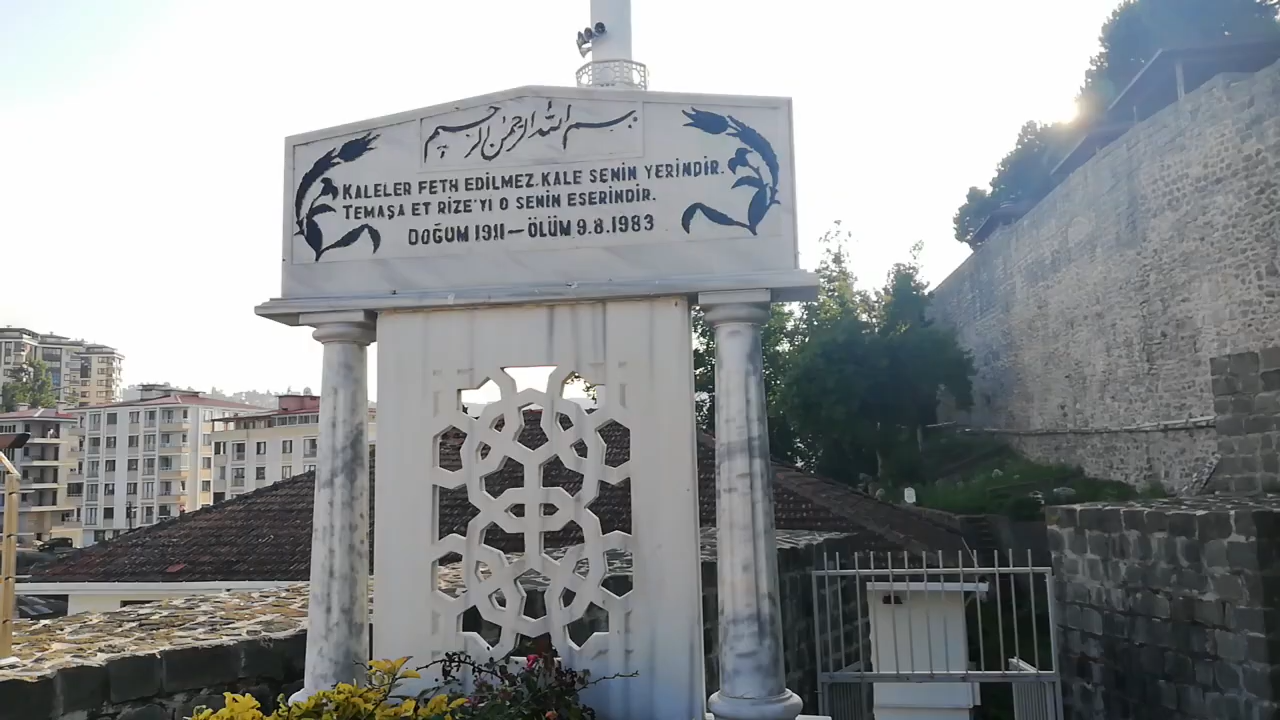 بسم الله الرحمن الرحيم
KALELER FETH EDİLMEZ. KALE SENİN YERİNDİR.
TEMAŞA ET RİZE'Yİ O SENİN ESERİNDİR.
DOĞUM 1911 — ÖLÜM 9.8.1983